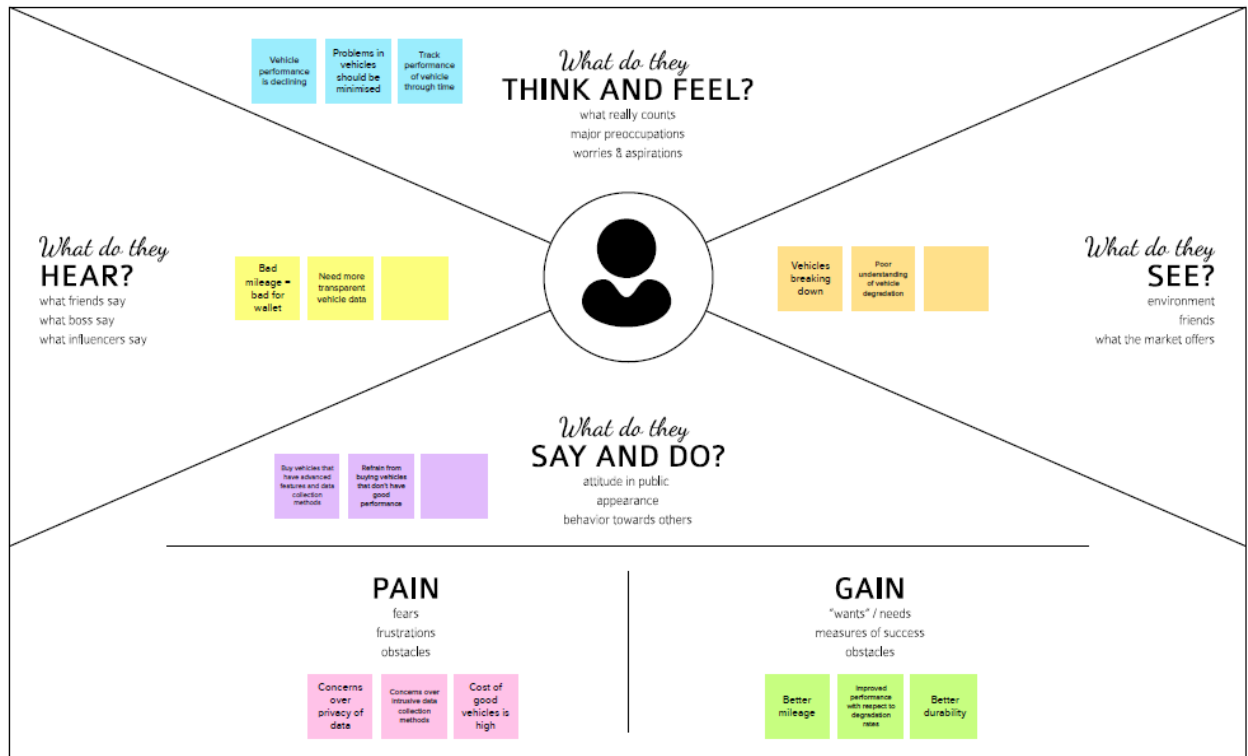 Vehicle
performance
is declining
Problems in
vehicles
should be
minimised
Track
performance
of vehicle
through time
What do they
THINK AND FEEL?
what really counts
major preoccupations
worries & aspirations
What do they
HEAR?
what friends say
what boss say
what influencers say
Bad
mileage =
bad for
wallet
Need more
transparent
vehicle data
Vehicles
breaking
down
Poor
understanding
of vehicle
degradation
What do they
SEE?
environment
friends
what the market offers
What do they
SAY AND DO?
attitude in public
appearance
behavior towards others
Buy vehicles that
have advanced
features and data
collection
methods
Refrain from
buying vehicles
that don't have
good
performance
PAIN
fears
frustrations
obstacles
Concerns
over
privacy of
data
Concerns over
intrusive data
collection
methods
Cost of
good
vehicles is
high
GAIN
"wants" / needs
measures of success
obstacles
Better
mileage
Improved
performance
with respect to
degradation
rates
Better
durability